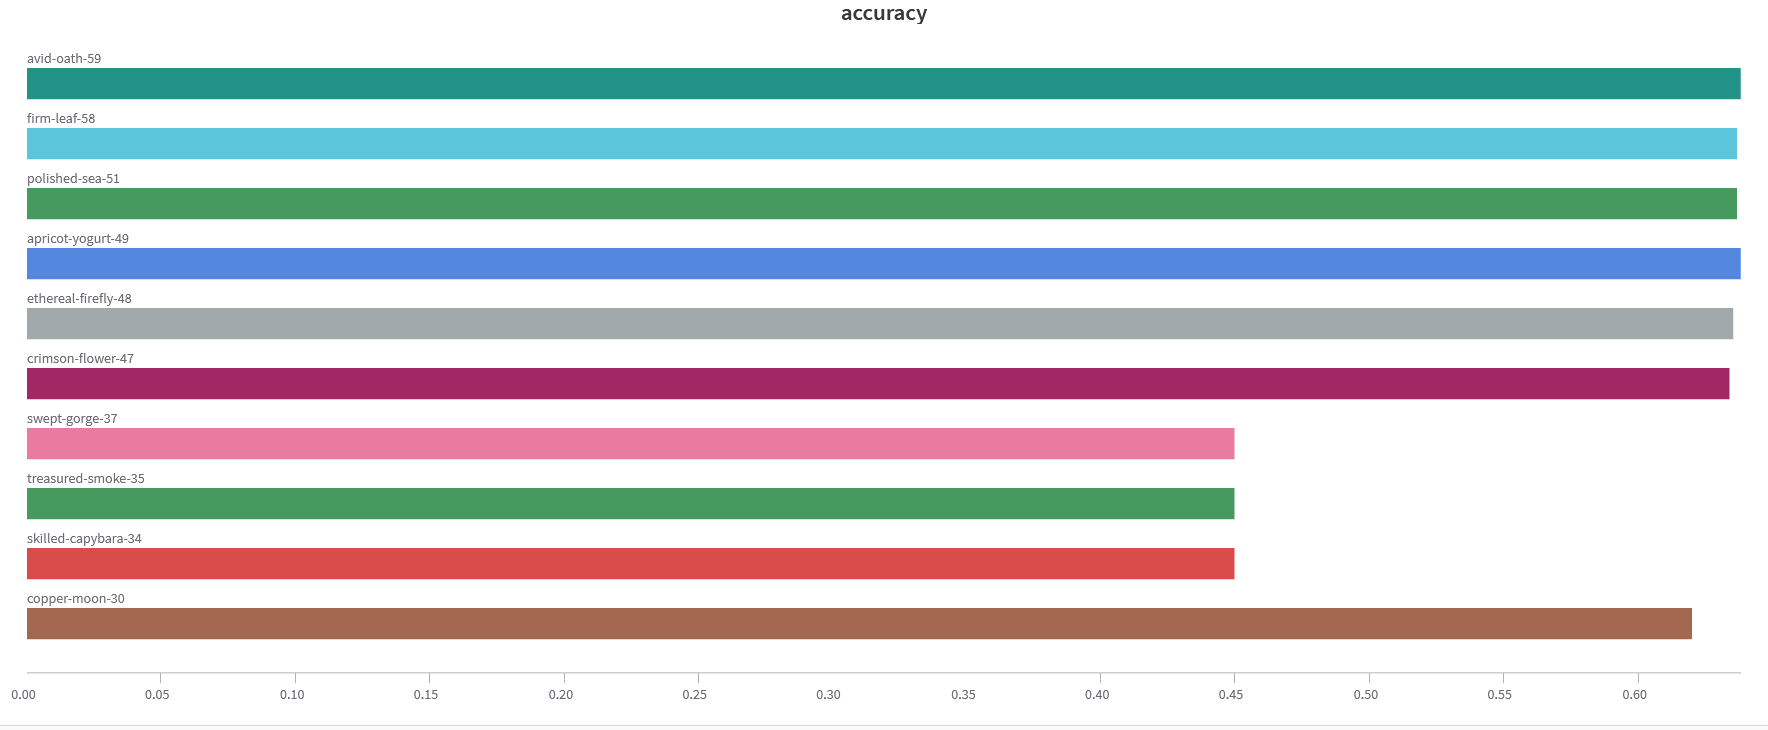 accuracy
avid-oath-59
firm-leaf-58
polished-sea-51
apricot-yogurt-49
ethereal-firefly-48
crimson-flower-47
swept-gorge-37
treasured-smoke-35
skilled-capybara-34
copper-moon-30
0.00 0.05 0.10 0.15 0.20 0.25 0.30 0.35 0.40 0.45 0.50 0.55 0.60